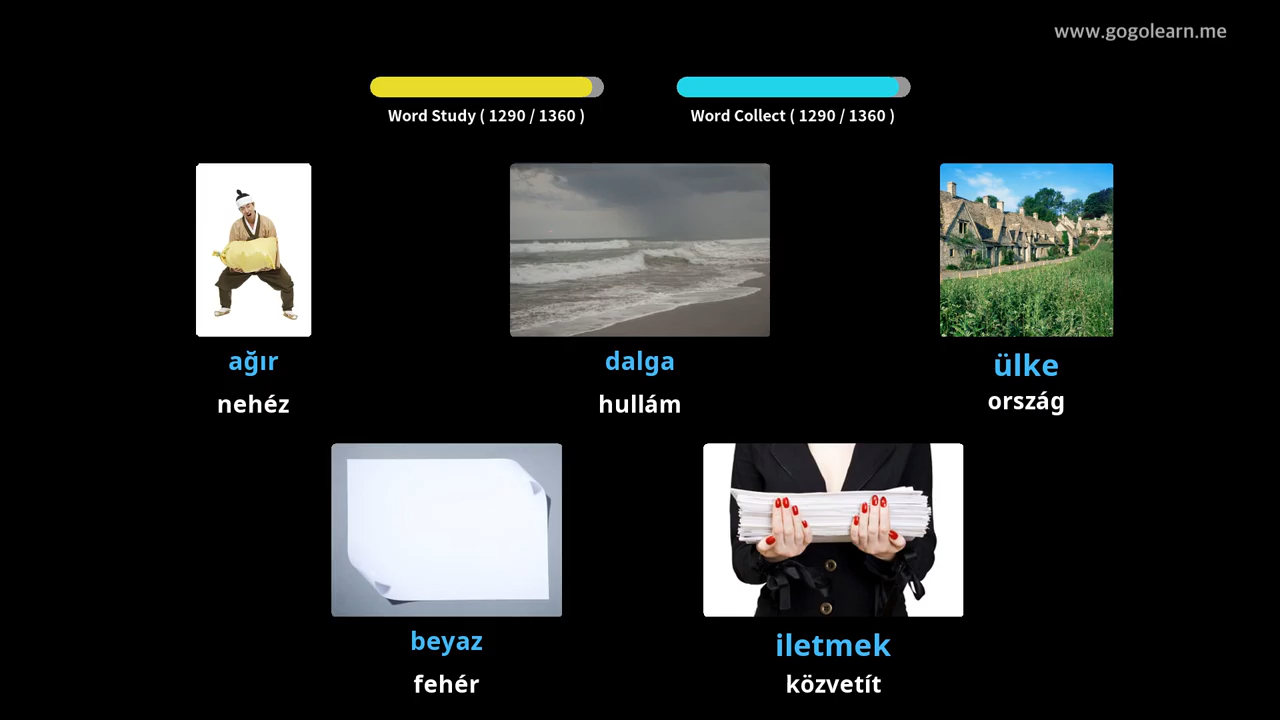 www.gogolearn.me
Word Study ( 1290 / 1360 )
Word Collect ( 1290 / 1360 )
ağır
nehéz
dalga
hullám
ülke
ország
beyaz
fehér
iletmek
közvetít